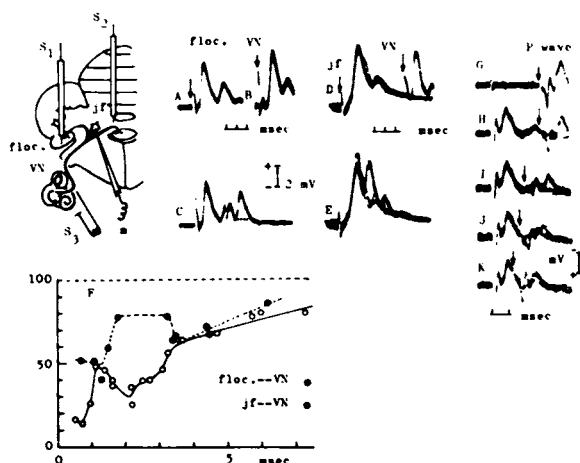 S1
S2
S3
jf
floc.
VN
floc. VN
A B
msec
jf VN
D
msec
C
+
2 mV
-
E
P wave
G
H
I
J
K
mV
msec
F
100
50
0
0 5 msec
floc.--VN
jf--VN